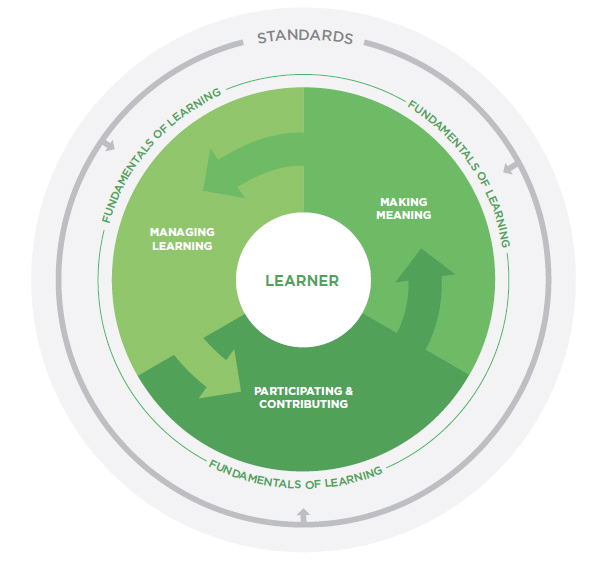 STANDARDS
FUNDAMENTALS OF LEARNING
FUNDAMENTALS OF LEARNING
MAKING
MEANING
MANAGING
LEARNING
LEARNER
PARTICIPATING &
CONTRIBUTING
FUNDAMENTALS OF LEARNING